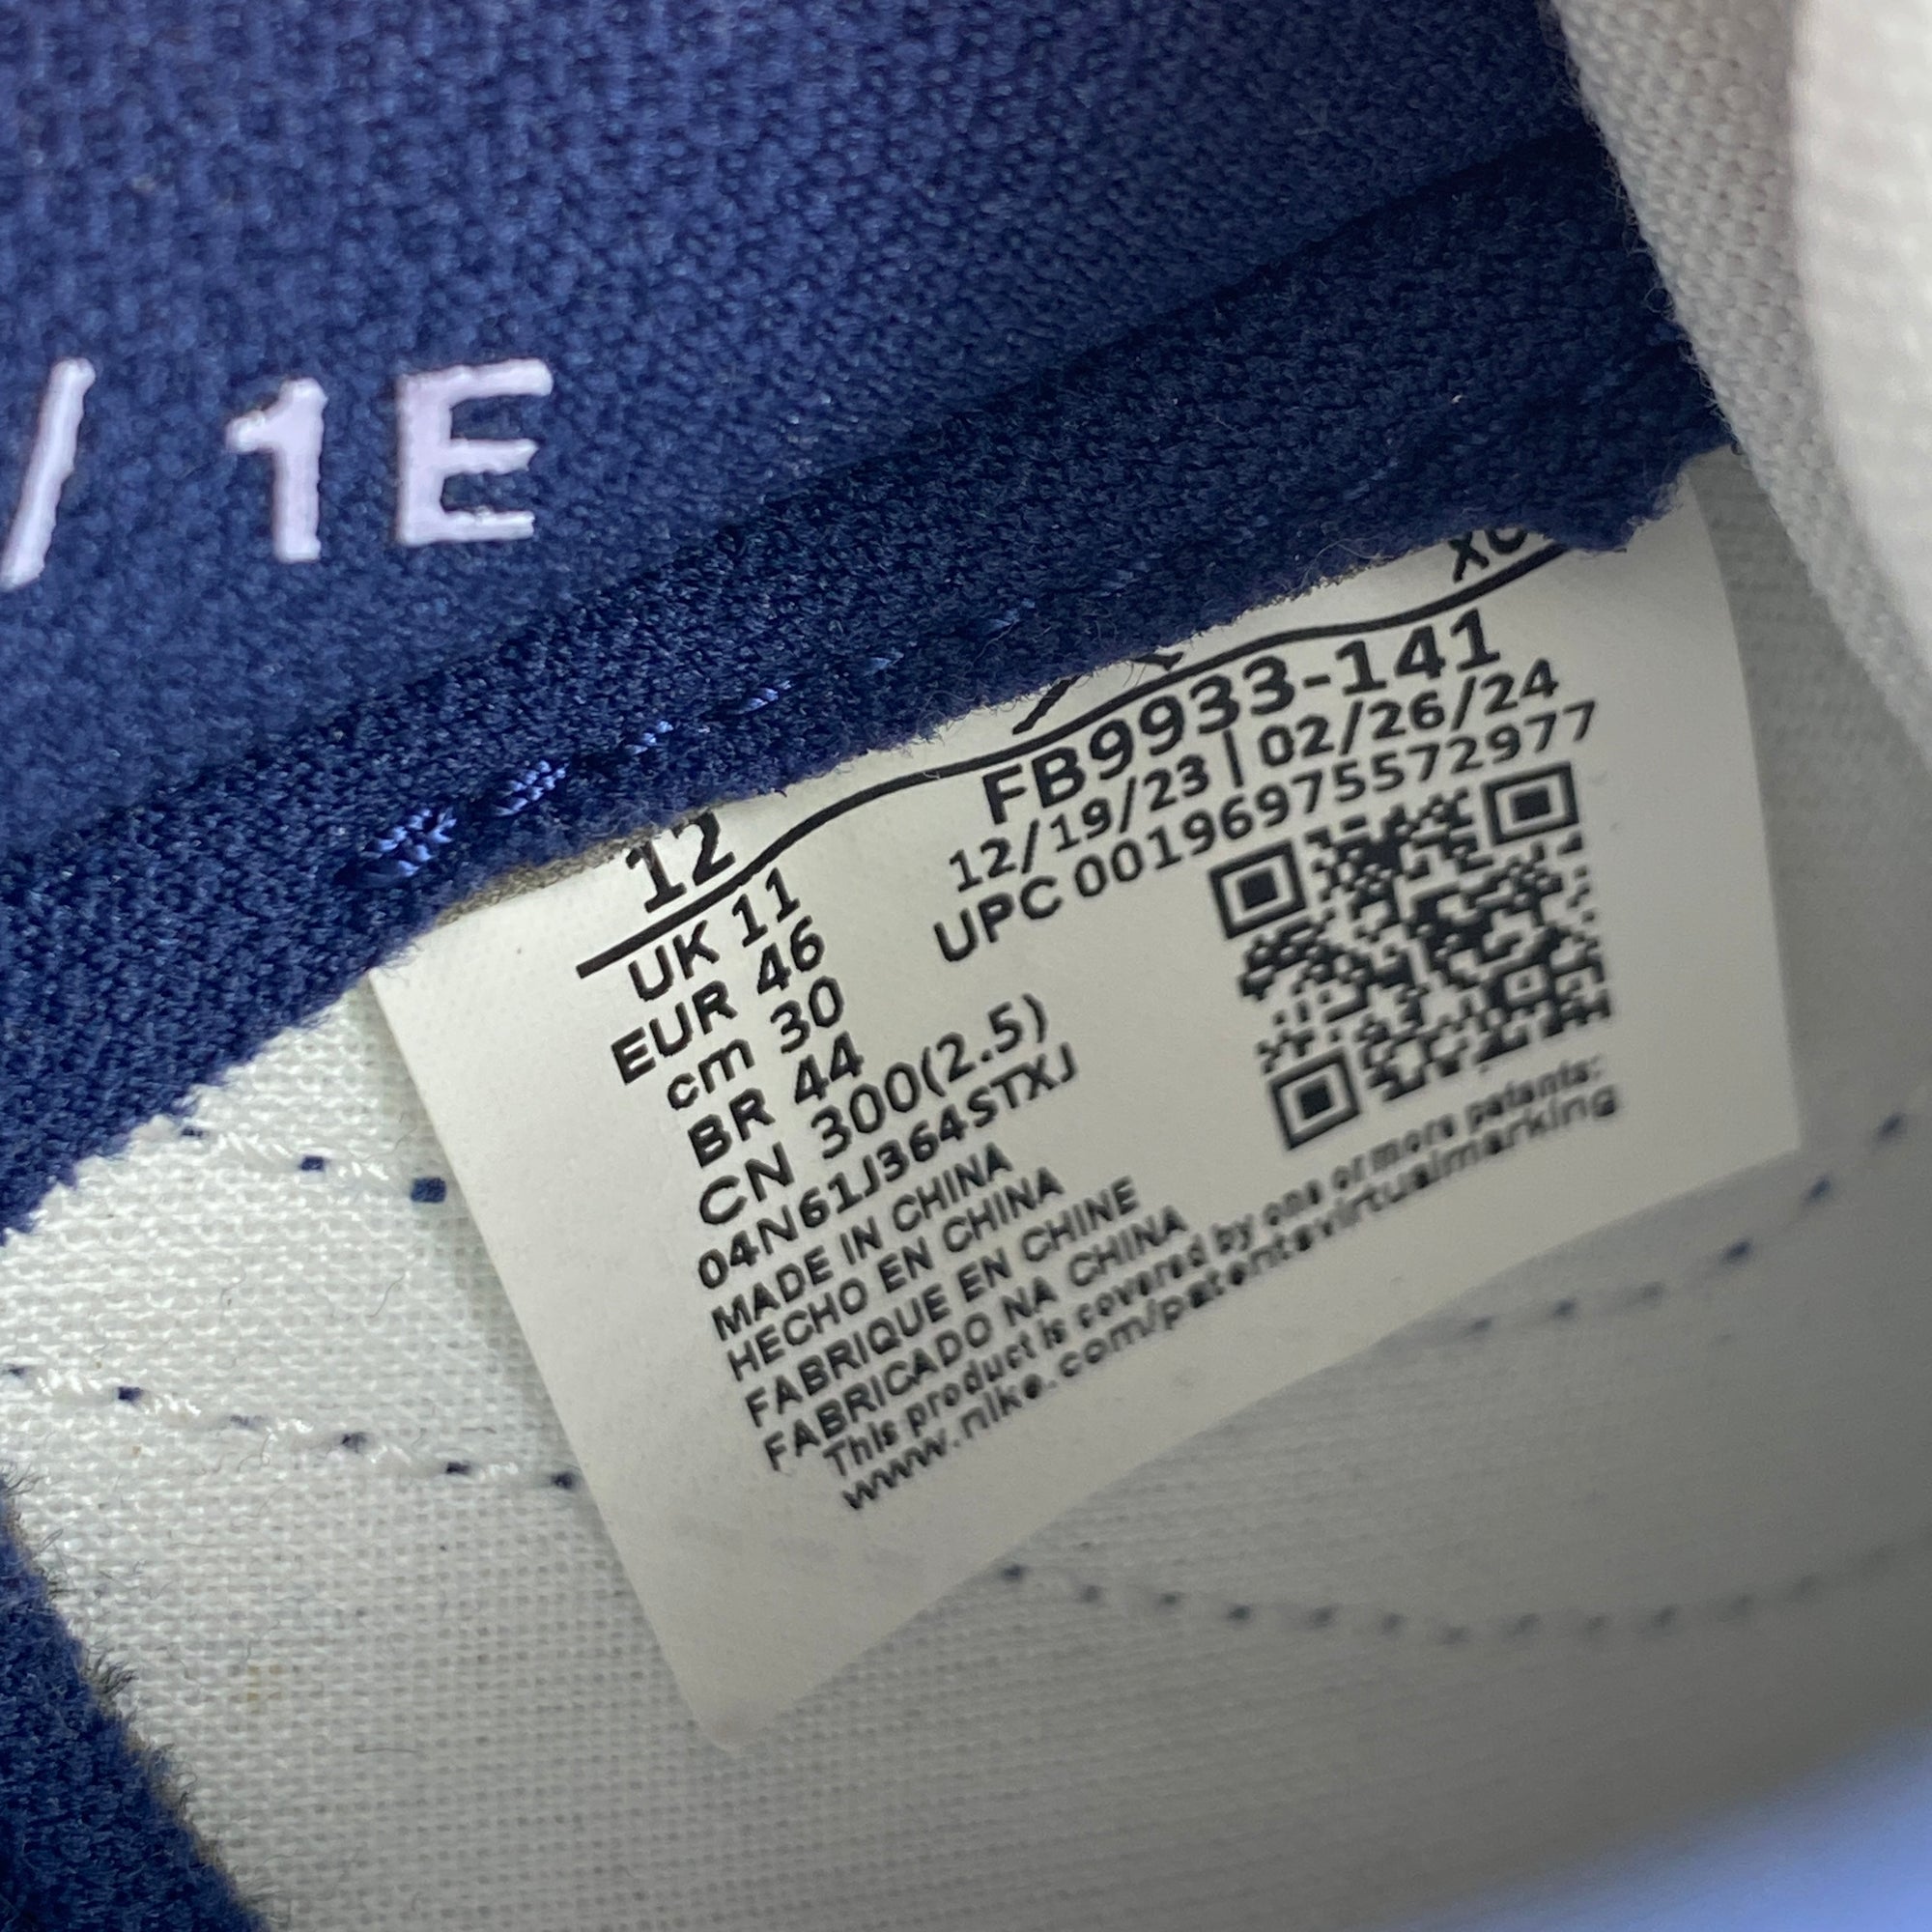 / 1E
12
FB9933-141
12/19/23 | 02/26/24
UPC 00196975572977
UK 11
EUR 46
cm 30
BR 44
CN 300(2.5)
04N61J364STXJ
MADE IN CHINA
HECHO EN CHINA
FABRIQUE EN CHINE
FABRICADO NA CHINA
This product is covered by one or more patents:
www.nike.com/patentsvirtualmarking